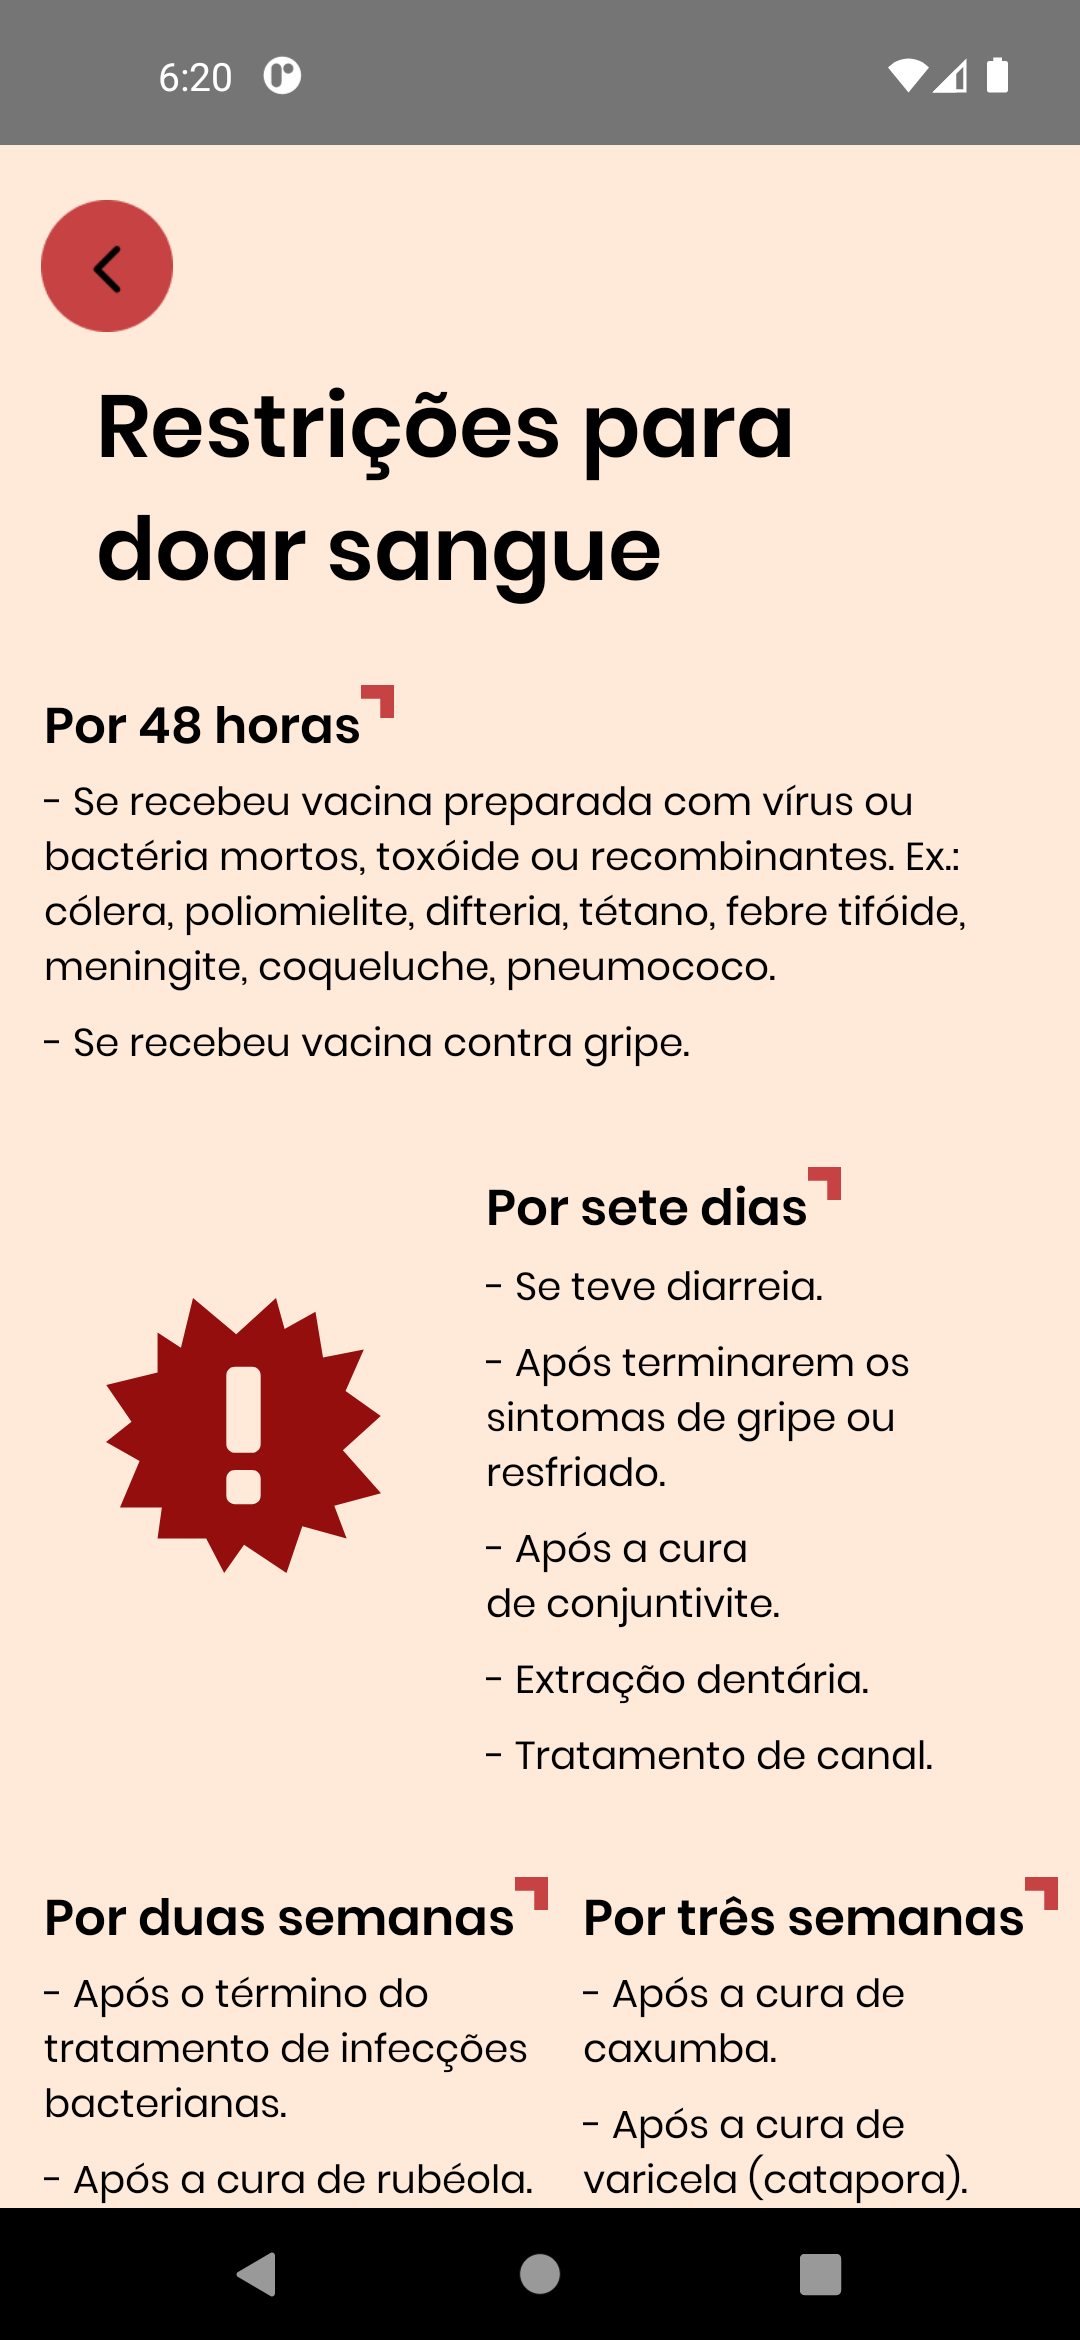 6:20
Restrições para
doar sangue
Por 48 horas
- Se recebeu vacina preparada com vírus ou
bactéria mortos, toxóide ou recombinantes. Ex.:
cólera, poliomielite, difteria, tétano, febre tifóide,
meningite, coqueluche, pneumococo.
- Se recebeu vacina contra gripe.
Por sete dias
- Se teve diarreia.
- Após terminarem os
sintomas de gripe ou
resfriado.
- Após a cura
de conjuntivite.
- Extração dentária.
- Tratamento de canal.
Por duas semanas
- Após o término do
tratamento de infecções
bacterianas.
- Após a cura de rubéola.
Por três semanas
- Após a cura de
caxumba.
- Após a cura de
varicela (catapora).